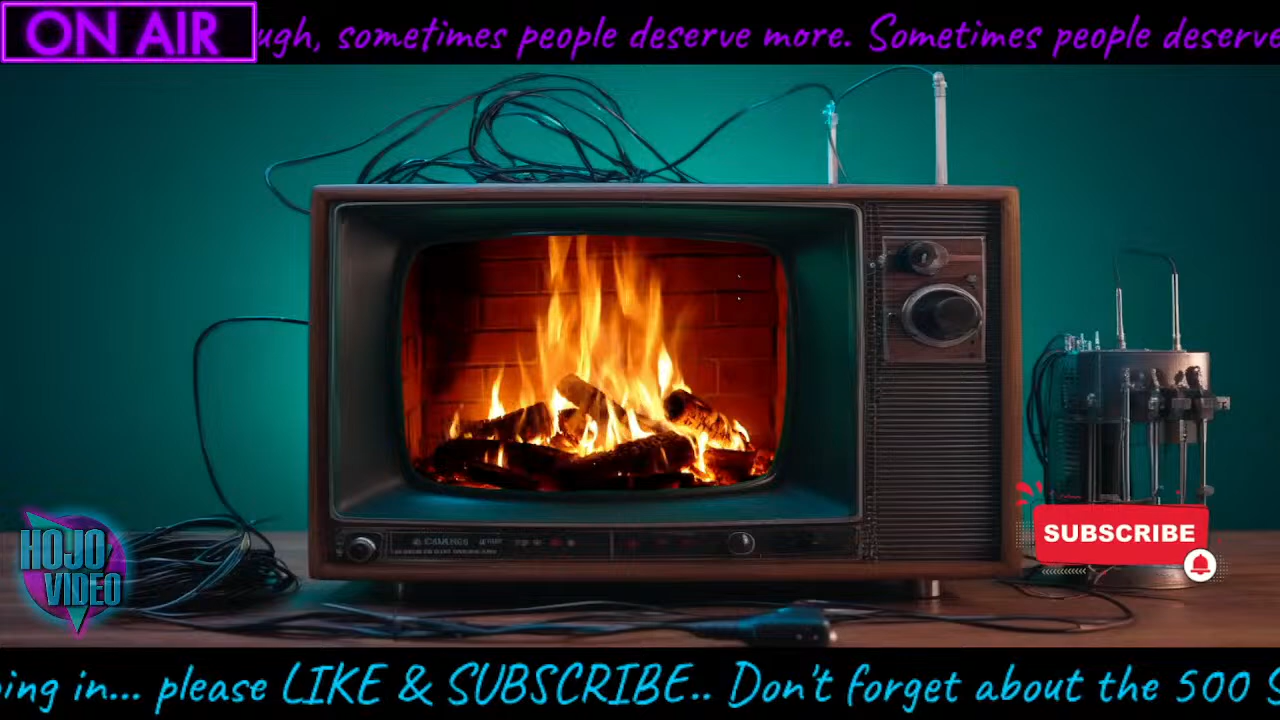 ON AIR
ugh, sometimes people deserve more. Sometimes people deserve
HOJO
VIDEO
SUBSCRIBE
ing in... please LIKE & SUBSCRIBE.. Don't forget about the 500 S